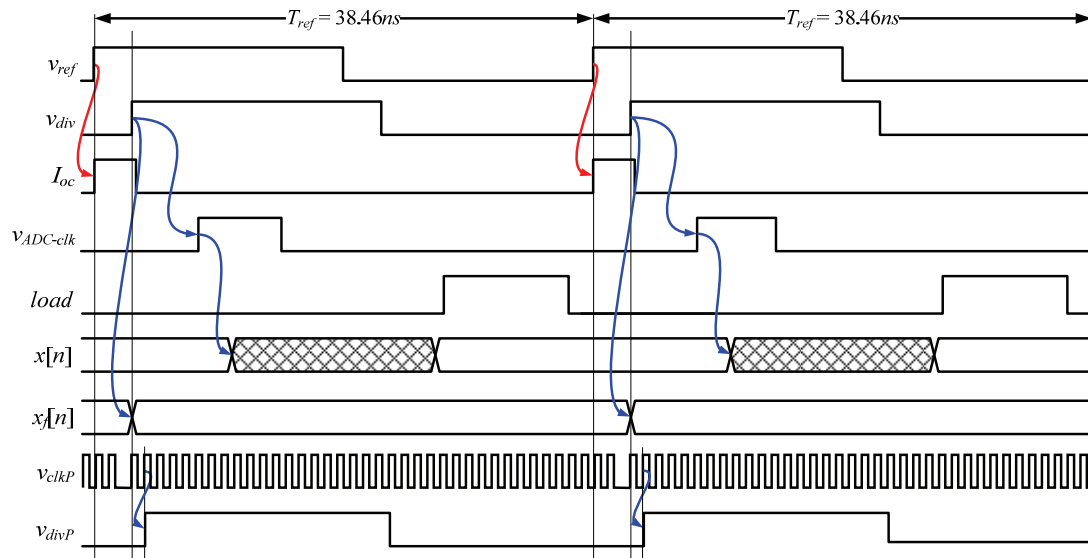 T_ref = 38.46ns T_ref = 38.46ns
v_ref
v_div
I_oc
v_ADC-clk
load
x[n]
x_f[n]
v_clkP
v_divP